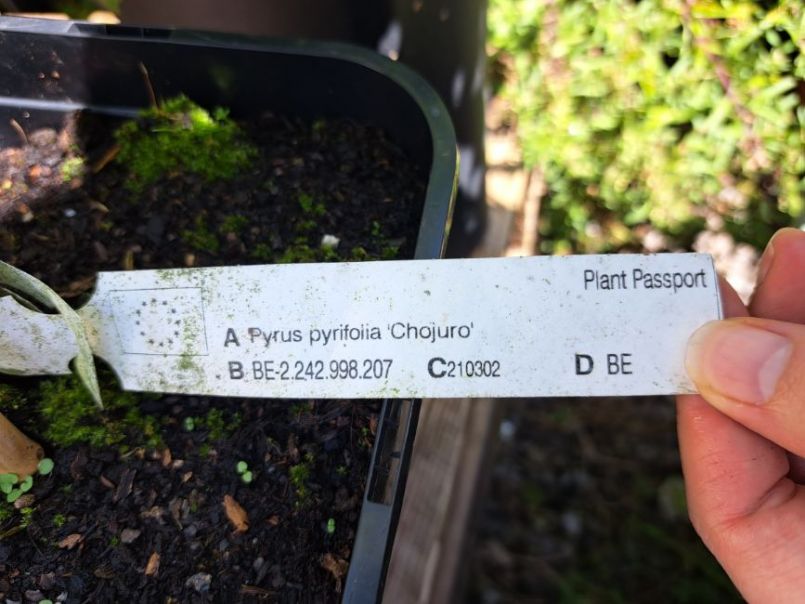 Plant Passport
A Pyrus pyrifolia 'Chojuro'
B BE-2.242.998.207 C210302 D BE